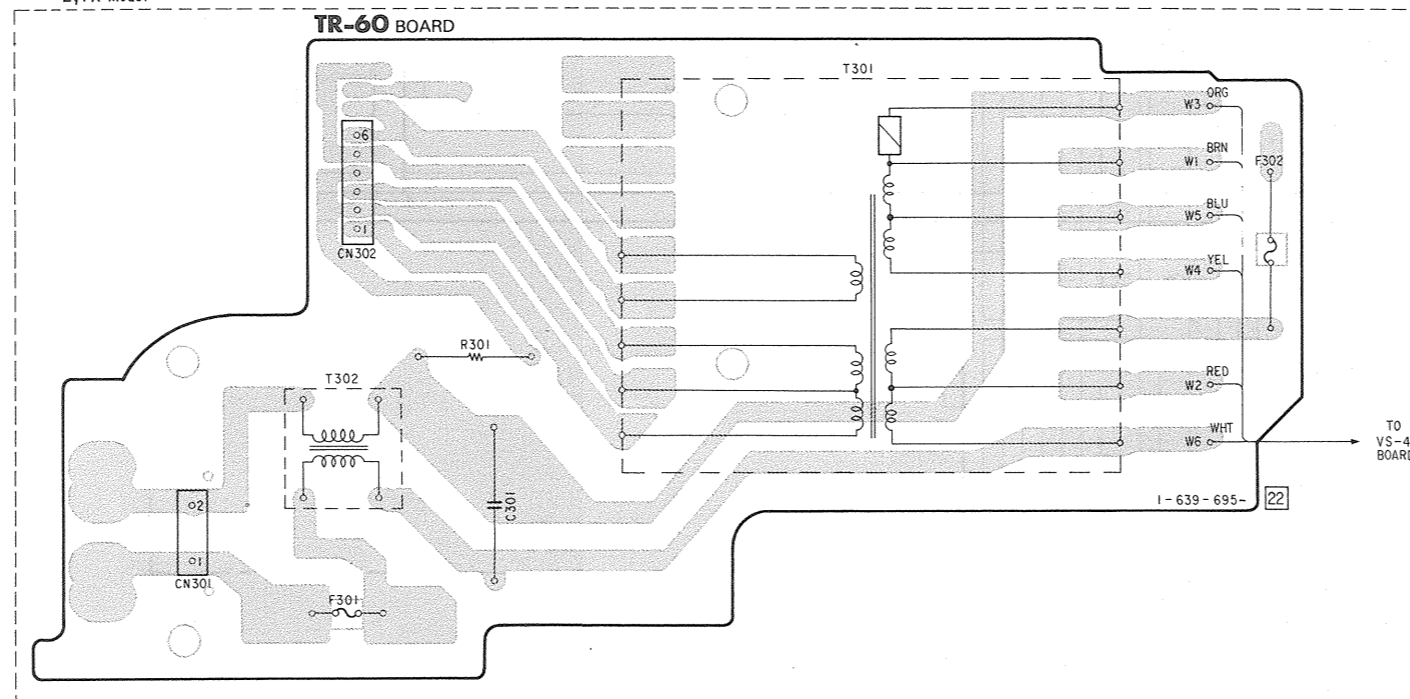 TR-60 BOARD
T301
ORG
W3
BRN
W1
F302
BLU
W5
YEL
W4
RED
W2
WHT
W6
TO
VS-4
BOARD
6
1
CN302
R301
T302
C301
2
1
CN301
F301
1-639-695- 22